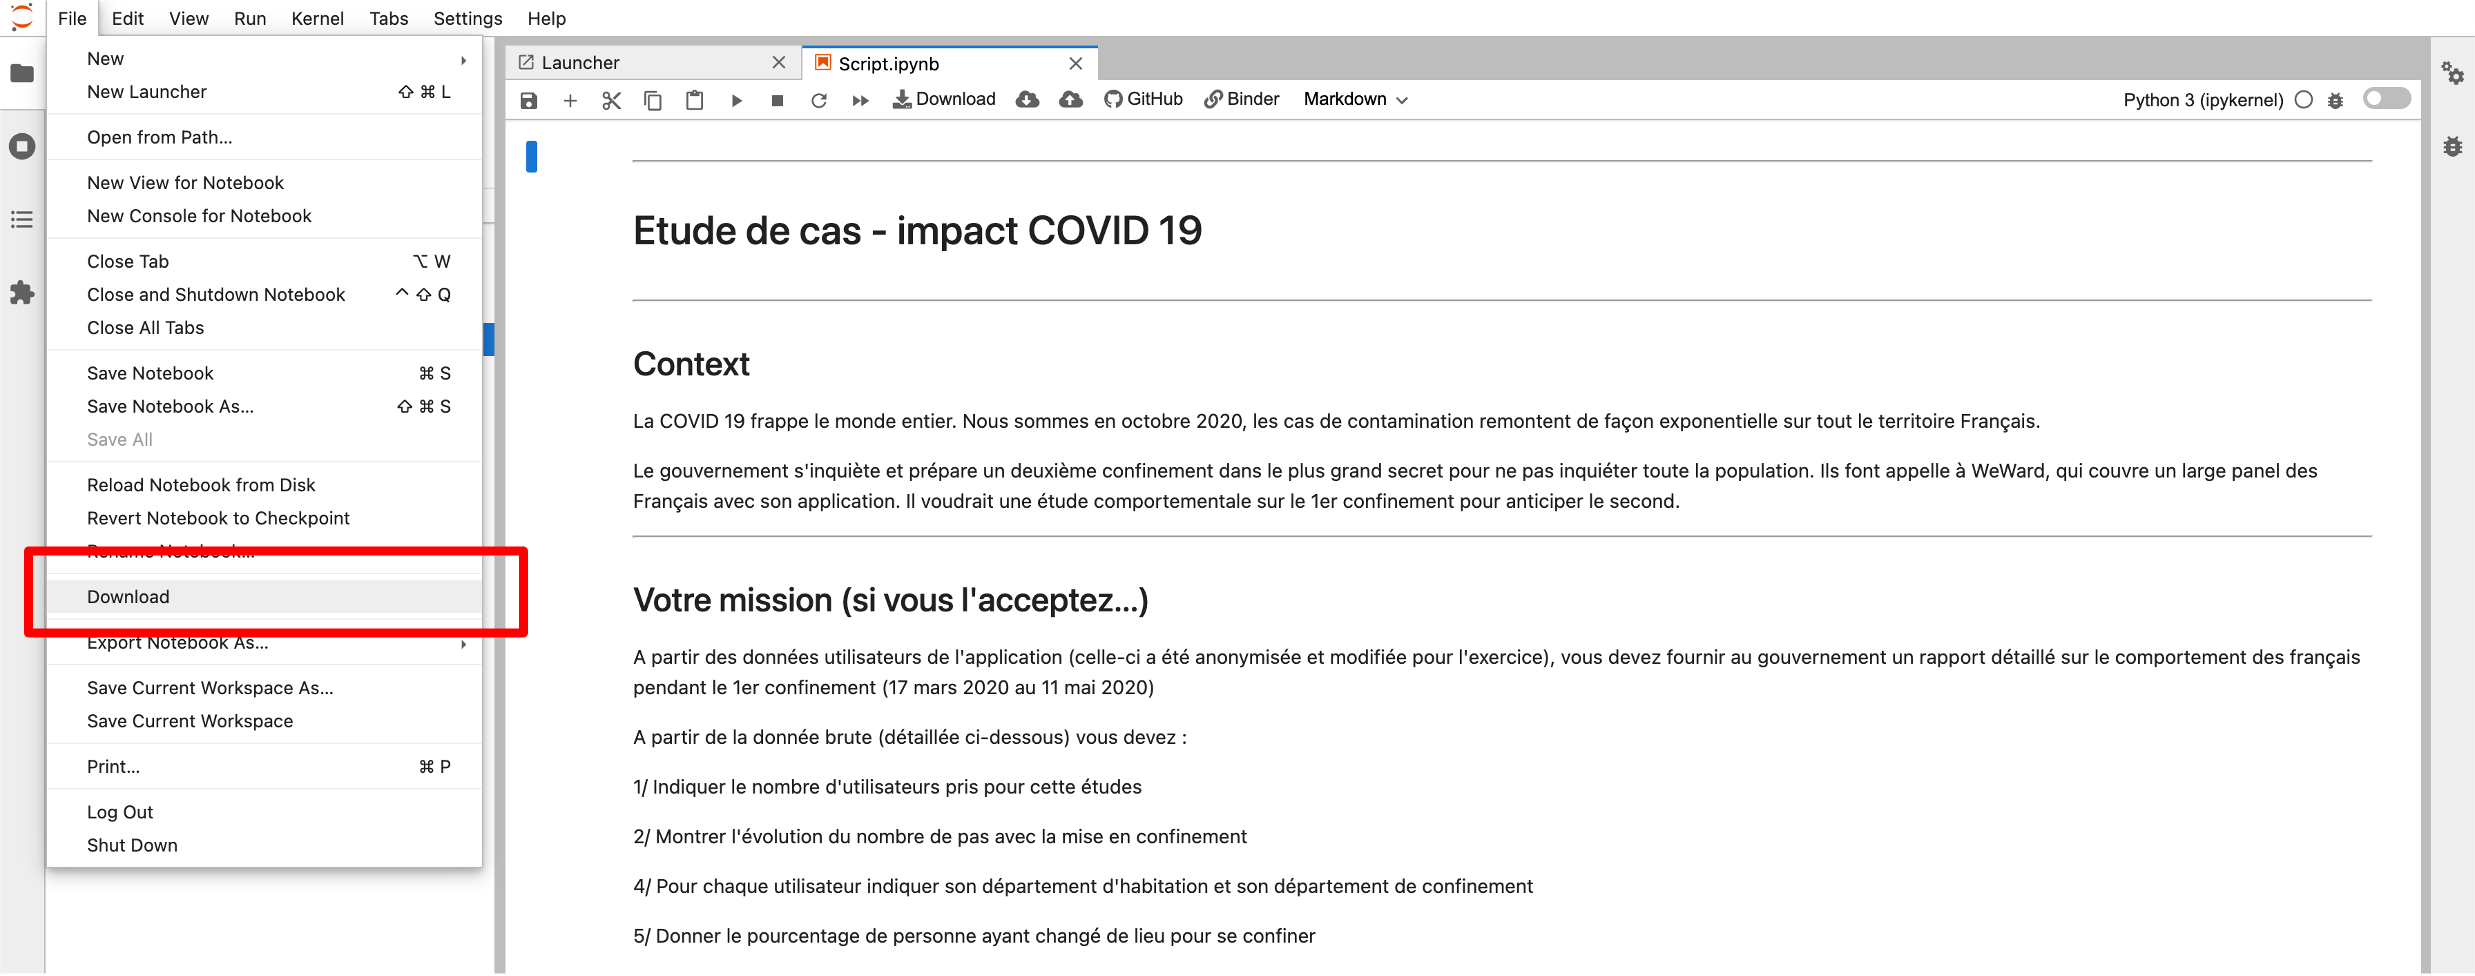 File Edit View Run Kernel Tabs Settings Help
New
New Launcher ⇧ ⌘ L
Open from Path...
New View for Notebook
New Console for Notebook
Close Tab ⌥ W
Close and Shutdown Notebook ^ ⇧ Q
Close All Tabs
Save Notebook ⌘ S
Save Notebook As... ⇧ ⌘ S
Save All
Reload Notebook from Disk
Revert Notebook to Checkpoint
Rename Notebook...
Download
Export Notebook As...
Save Current Workspace As...
Save Current Workspace
Print... ⌘ P
Log Out
Shut Down
Launcher Script.ipynb
Download GitHub Binder Markdown Python 3 (ipykernel)
Etude de cas - impact COVID 19
Context
La COVID 19 frappe le monde entier. Nous sommes en octobre 2020, les cas de contamination remontent de façon exponentielle sur tout le territoire Français.
Le gouvernement s'inquiète et prépare un deuxième confinement dans le plus grand secret pour ne pas inquiéter toute la population. Ils font appelle à WeWard, qui couvre un large panel des
Français avec son application. Il voudrait une étude comportementale sur le 1er confinement pour anticiper le second.
Votre mission (si vous l'acceptez...)
A partir des données utilisateurs de l'application (celle-ci a été anonymisée et modifiée pour l'exercice), vous devez fournir au gouvernement un rapport détaillé sur le comportement des français
pendant le 1er confinement (17 mars 2020 au 11 mai 2020)
A partir de la donnée brute (détaillée ci-dessous) vous devez :
1/ Indiquer le nombre d'utilisateurs pris pour cette études
2/ Montrer l'évolution du nombre de pas avec la mise en confinement
4/ Pour chaque utilisateur indiquer son département d'habitation et son département de confinement
5/ Donner le pourcentage de personne ayant changé de lieu pour se confiner